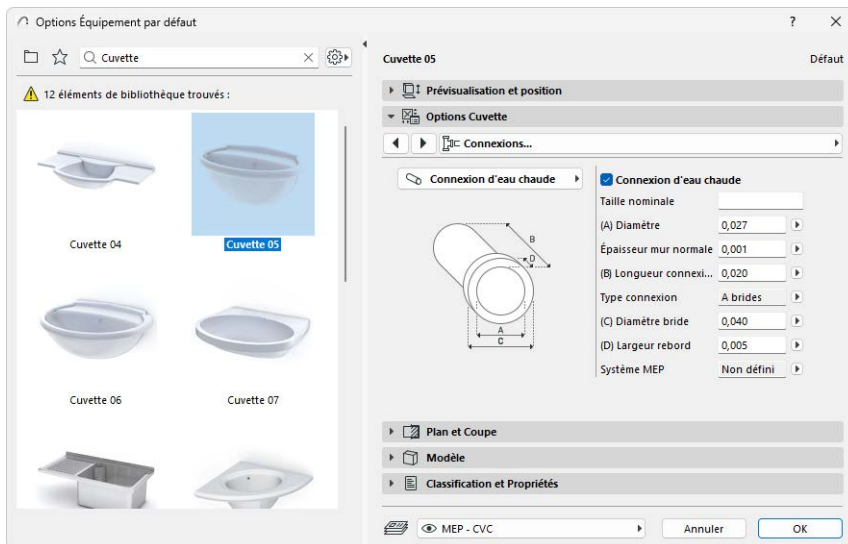 Options Équipement par défaut
?
Cuvette
12 éléments de bibliothèque trouvés :
Cuvette 04
Cuvette 05
Cuvette 06
Cuvette 07
Cuvette 05
Défaut
Prévisualisation et position
Options Cuvette
Connexions...
Connexion d'eau chaude
B
D
A
C
Connexion d'eau chaude
Taille nominale
(A) Diamètre 0,027
Épaisseur mur normale 0,001
(B) Longueur connexi... 0,020
Type connexion A brides
(C) Diamètre bride 0,040
(D) Largeur rebord 0,005
Système MEP Non défini
Plan et Coupe
Modèle
Classification et Propriétés
MEP - CVC
Annuler
OK